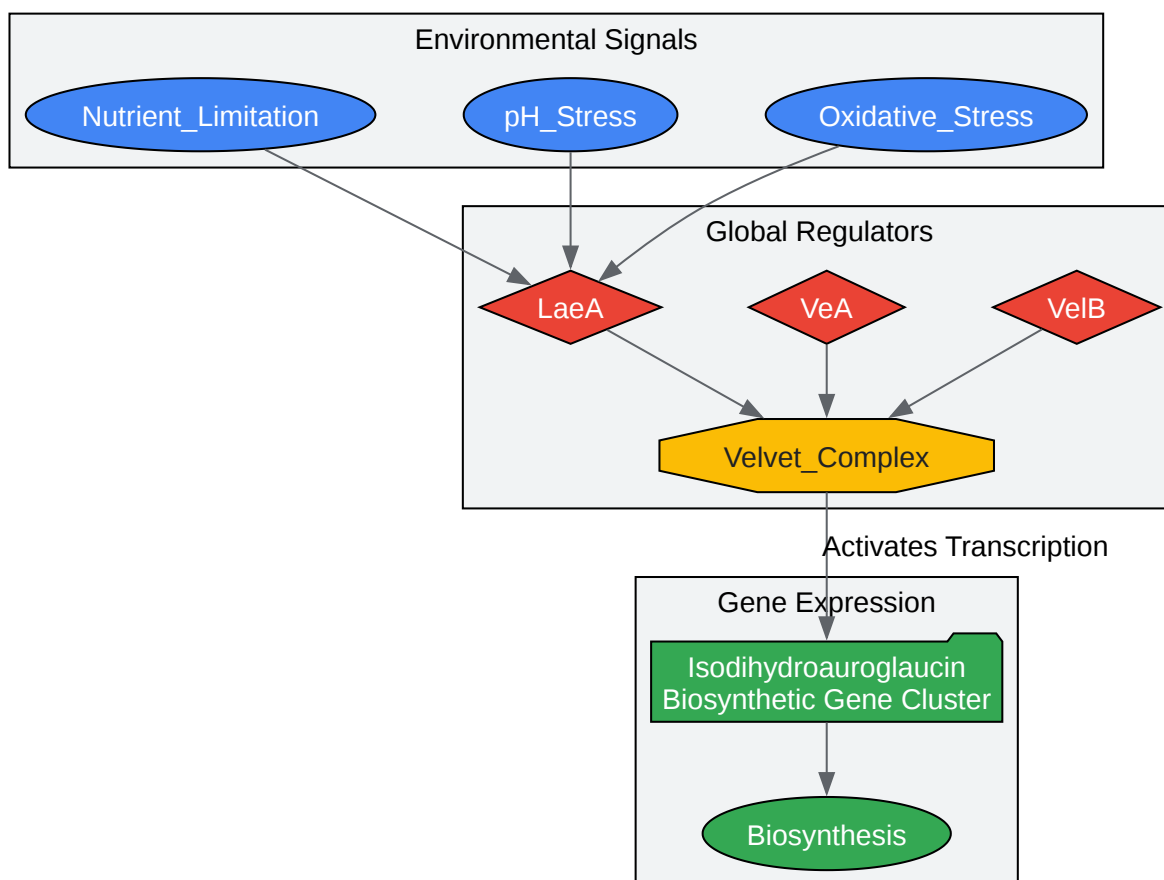 Environmental Signals
Nutrient_Limitation
pH_Stress
Oxidative_Stress
Global Regulators
LaeA
VeA
VelB
Velvet_Complex
Activates Transcription
Gene Expression
Isodihydroauroglaucin
Biosynthetic Gene Cluster
Biosynthesis